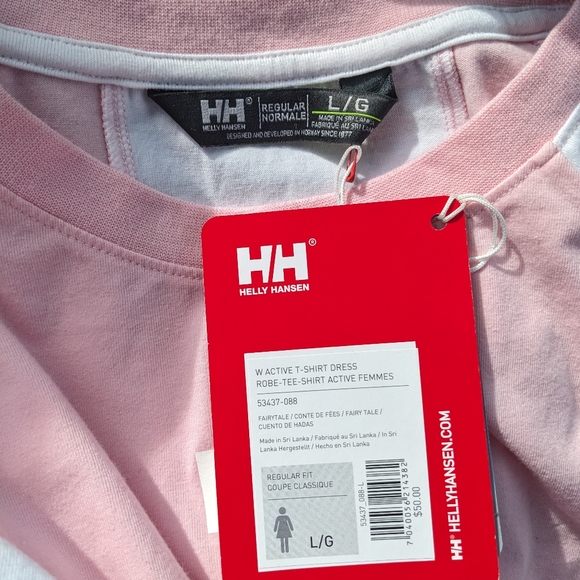 HH®
HELLY HANSEN
REGULAR
NORMALE
L/G
MADE IN SRI LANKA
FABRIQUÉ AU SRI LANKA
DESIGNED AND DEVELOPED IN NORWAY SINCE 1877
HH®
HELLY HANSEN
W ACTIVE T-SHIRT DRESS
ROBE-TEE-SHIRT ACTIVE FEMMES
53437-088
FAIRYTALE / CONTE DE FÉES / FAIRY TALE /
CUENTO DE HADAS
Made in Sri Lanka / Fabriqué au Sri Lanka / In Sri
Lanka Hergestellt / Hecho en Sri Lanka
REGULAR FIT
COUPE CLASSIQUE
L/G
53437_088-L
7040056214382
$50.00
HH® HELLYHANSEN.COM